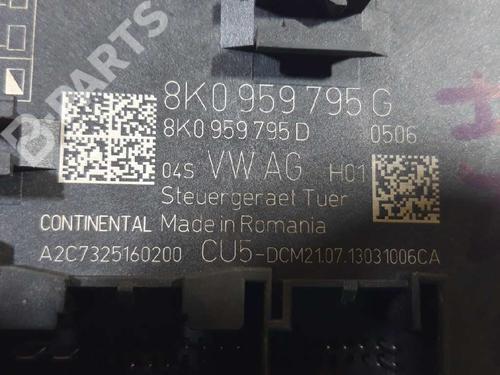 B-PARTS
8K0 959 795 G
8K0 959 795 D 0506
04S VW AG H01
Steuergeraet Tuer
CONTINENTAL Made in Romania
A2C7325160200 CU5-DCM21.07.13031006CA